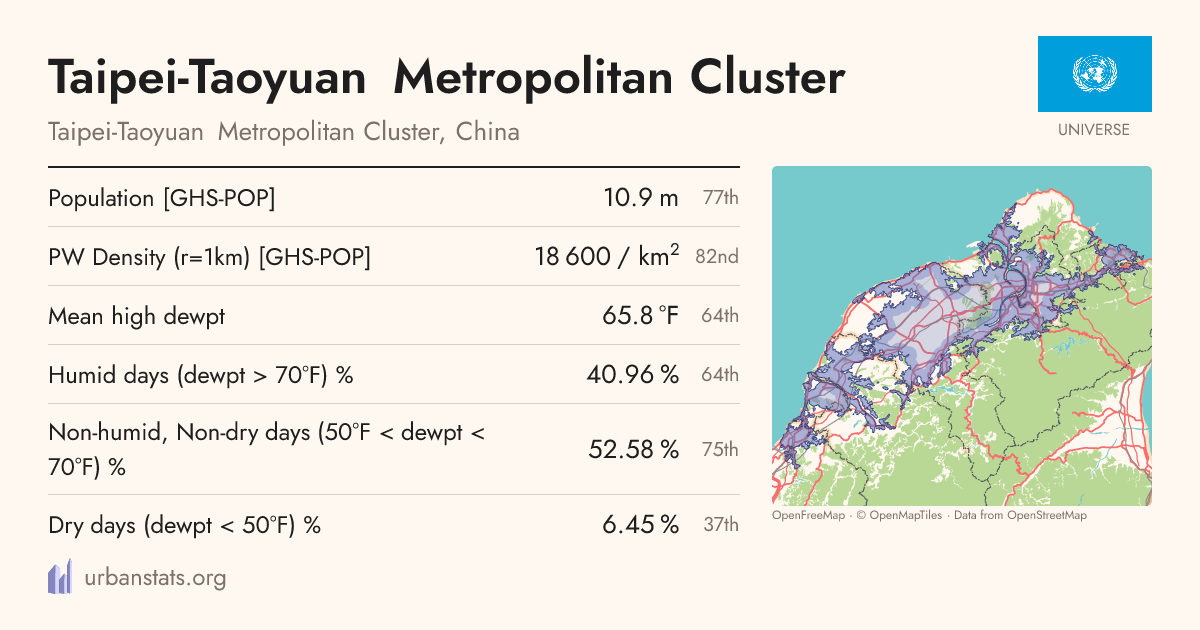 Taipei-Taoyuan Metropolitan Cluster
Taipei-Taoyuan Metropolitan Cluster, China
UNIVERSE
Population [GHS-POP] 10.9 m 77th
PW Density (r=1km) [GHS-POP] 18 600 / km² 82nd
Mean high dewpt 65.8 °F 64th
Humid days (dewpt > 70°F) % 40.96 % 64th
Non-humid, Non-dry days (50°F < dewpt <
70°F) % 52.58 % 75th
Dry days (dewpt < 50°F) % 6.45 % 37th
OpenFreeMap · © OpenMapTiles · Data from OpenStreetMap
urbanstats.org